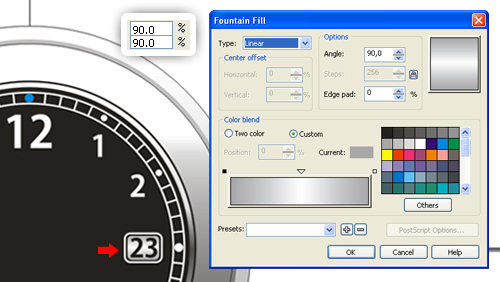 90.0 %
90.0 %
12
1
2
23
Fountain Fill
Type: Linear
Center offset
Horizontal: 0 %
Vertical: 0 %
Options
Angle: 90,0
Steps: 256
Edge pad: 0 %
Color blend
Two color Custom
Position: 0 % Current:
Others
Presets:
PostScript Options...
OK Cancel Help